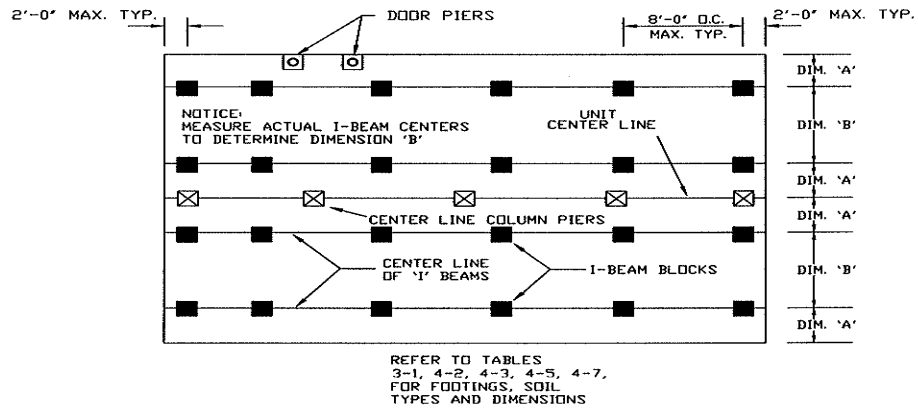 2'-0" MAX. TYP.
DOOR PIERS
8'-0" O.C.
MAX. TYP.
2'-0" MAX. TYP.
DIM. 'A'
NOTICE:
MEASURE ACTUAL I-BEAM CENTERS
TO DETERMINE DIMENSION 'B'
UNIT
CENTER LINE
DIM. 'B'
DIM. 'A'
CENTER LINE COLUMN PIERS
DIM. 'A'
CENTER LINE
OF 'I' BEAMS
I-BEAM BLOCKS
DIM. 'B'
DIM. 'A'
REFER TO TABLES
3-1, 4-2, 4-3, 4-5, 4-7,
FOR FOOTINGS, SOIL
TYPES AND DIMENSIONS